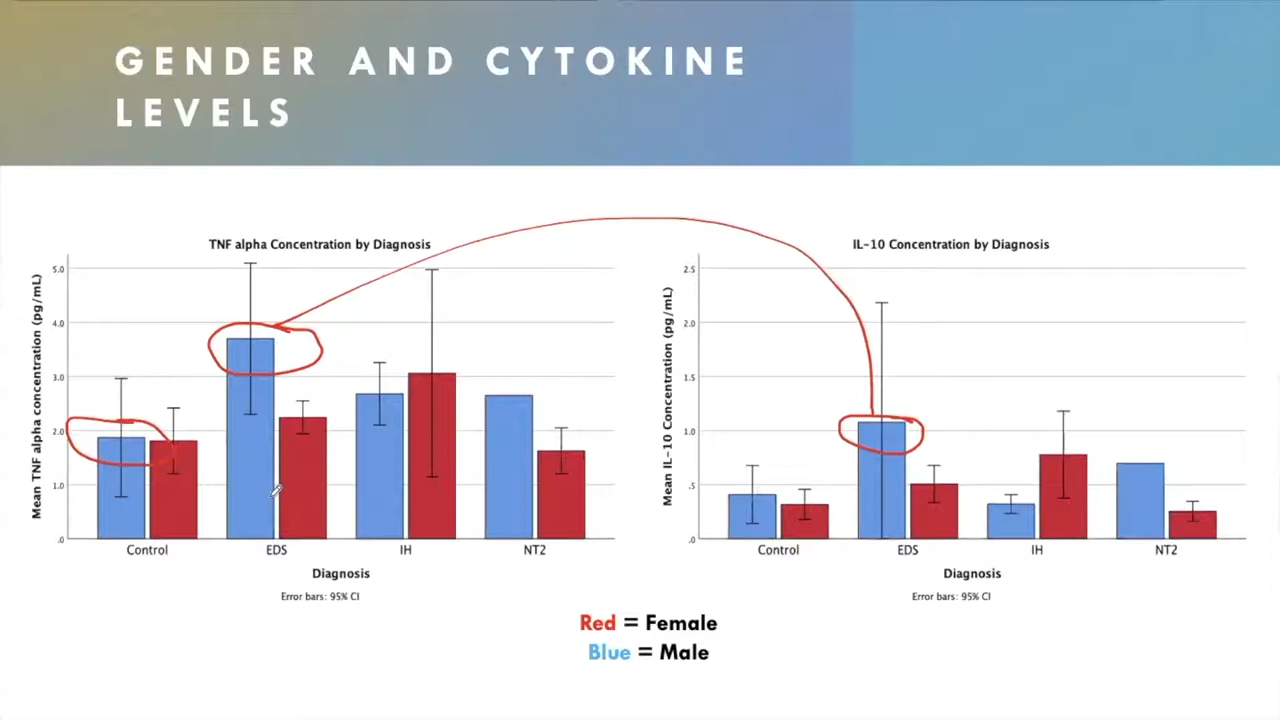 GENDER AND CYTOKINE
LEVELS
TNF alpha Concentration by Diagnosis
Mean TNF alpha concentration (pg/mL)
5.0
4.0
3.0
2.0
1.0
.0
Control EDS IH NT2
Diagnosis
Error bars: 95% CI
IL-10 Concentration by Diagnosis
Mean IL-10 Concentration (pg/mL)
2.5
2.0
1.5
1.0
.5
.0
Control EDS IH NT2
Diagnosis
Error bars: 95% CI
Red = Female
Blue = Male